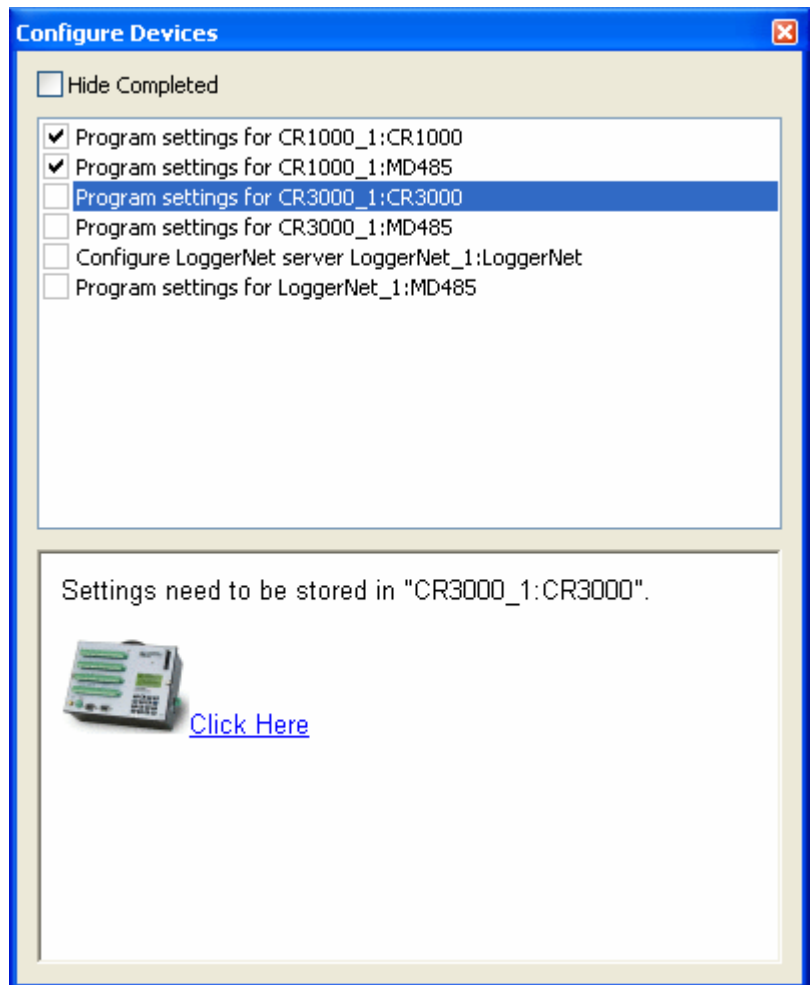 Configure Devices
Hide Completed
Program settings for CR1000_1:CR1000
Program settings for CR1000_1:MD485
Program settings for CR3000_1:CR3000
Program settings for CR3000_1:MD485
Configure LoggerNet server LoggerNet_1:LoggerNet
Program settings for LoggerNet_1:MD485
Settings need to be stored in "CR3000_1:CR3000".
Click Here